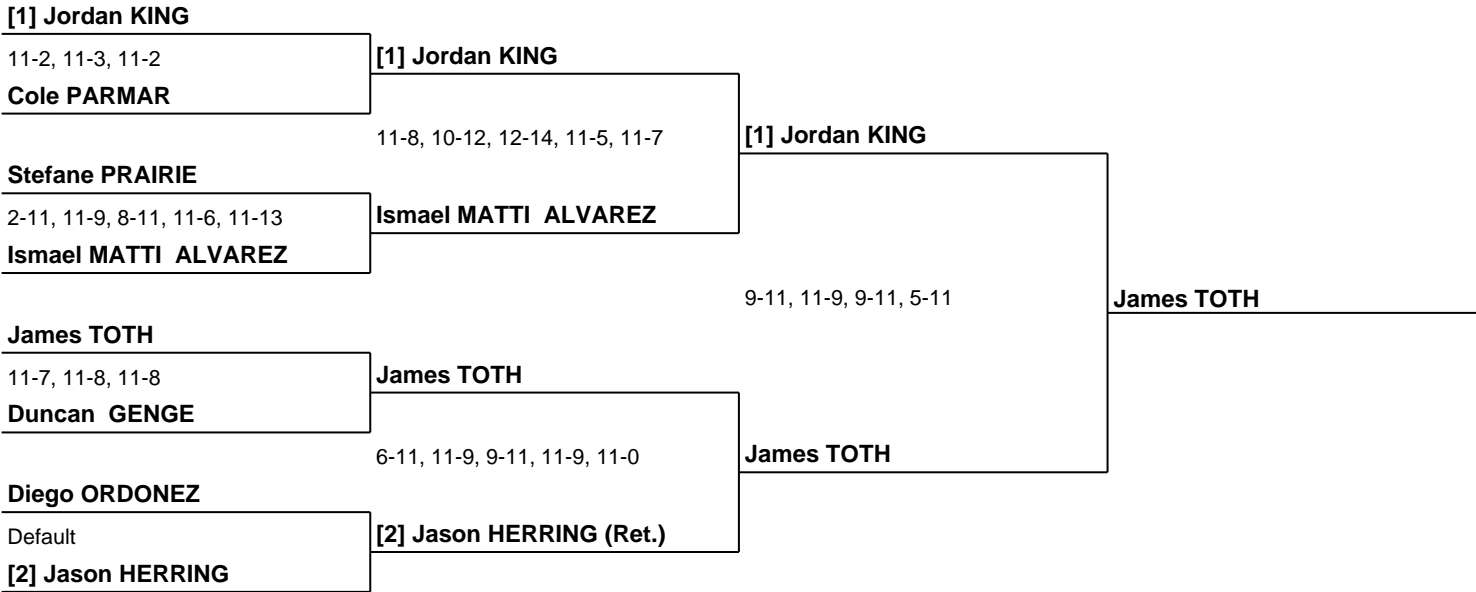 [1] Jordan KING
11-2, 11-3, 11-2
Cole PARMAR
Stefane PRAIRIE
2-11, 11-9, 8-11, 11-6, 11-13
Ismael MATTI  ALVAREZ
James TOTH
11-7, 11-8, 11-8
Duncan  GENGE
Diego ORDONEZ
Default
[2] Jason HERRING
[1] Jordan KING
11-8, 10-12, 12-14, 11-5, 11-7
Ismael MATTI  ALVAREZ
James TOTH
6-11, 11-9, 9-11, 11-9, 11-0
[2] Jason HERRING (Ret.)
[1] Jordan KING
9-11, 11-9, 9-11, 5-11
James TOTH
James TOTH